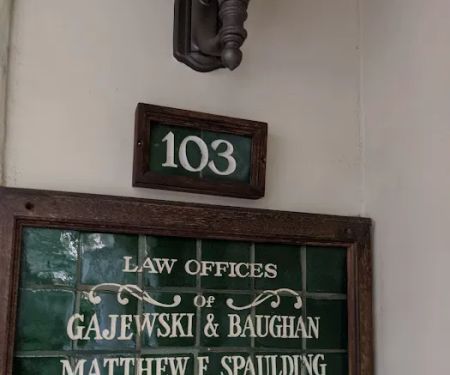 103
LAW OFFICES
OF
GAJEWSKI & BAUGHAN
MATTHEW F. SPAULDING